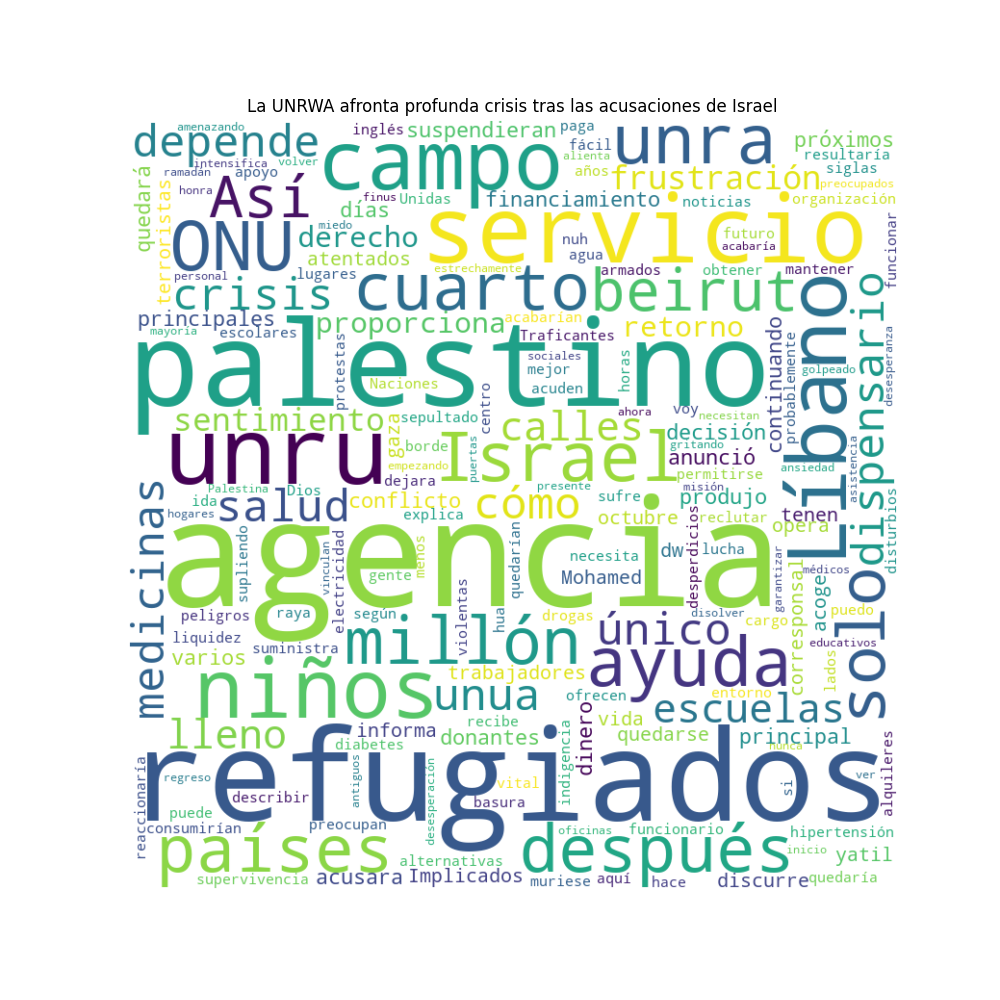 La UNRWA afronta profunda crisis tras las acusaciones de Israel
amenazando
depende
inglés
suspendieran
paga
fácil
unra
próximos
campo
intensifica
volver
alienta
resultaría
siglas
ramadán
apoyo
años
frustración
preocupados
quedará
terroristas
honra
Así
finus
Unidas
financiamiento
noticias
organización
días
servicio
ONU
derecho
miedo
nuh
futuro
acabaría
funcionar
atentados
agua
personal
lugares
estrechamente
armados
obtener
mantener
crisis
cuarto
beirut
Líbano
dispensario
principales
proporciona
acabarían
retorno
mayoría
escolares
protestas
Traficantes
continuando
probablemente
palestino
sociales
mejor
horas
golpeado
desesperanza
Naciones
acuden
centro
sentimiento
gaza
sepultado
ahora
voy
necesitan
calles
decisión
unru
borde
puertas
gritando
Israel
anunció
ansiedad
asistencia
empezando
permitirse
dejara
presente
misión
Palestina
Dios
ida
salud
conflicto
cómo
sufre
produjo
reclutar
tenen
disturbios
medicinas
hogares
explica
octubre
opera
agencia
supliendo
vinculan
electricidad
menos
quedarían
necesita
dw
lucha
desperdicios
garantizar
médicos
solo
gente
Mohamed
corresponsal
acoge
peligros
raya
según
violentas
hua
drogas
disolver
cargo
puedo
liquidez
suministra
millón
único
educativos
varios
trabajadores
ayuda
lados
niños
unua
ofrecen
entorno
escuelas
lleno
informa
recibe
donantes
indigencia
dinero
vida
quedarse
principal
diabetes
nunca
reaccionaría
regreso
antiguos
desesperación
vital
sí
ver
alquileres
refugiados
describir
basura
puede
consumirían
preocupan
oficinas
funcionario
hipertensión
países
después
alternativas
inicio
yatil
supervivencia
acusara
Implicados
muriese
aquí
hace
discurre
quedaría